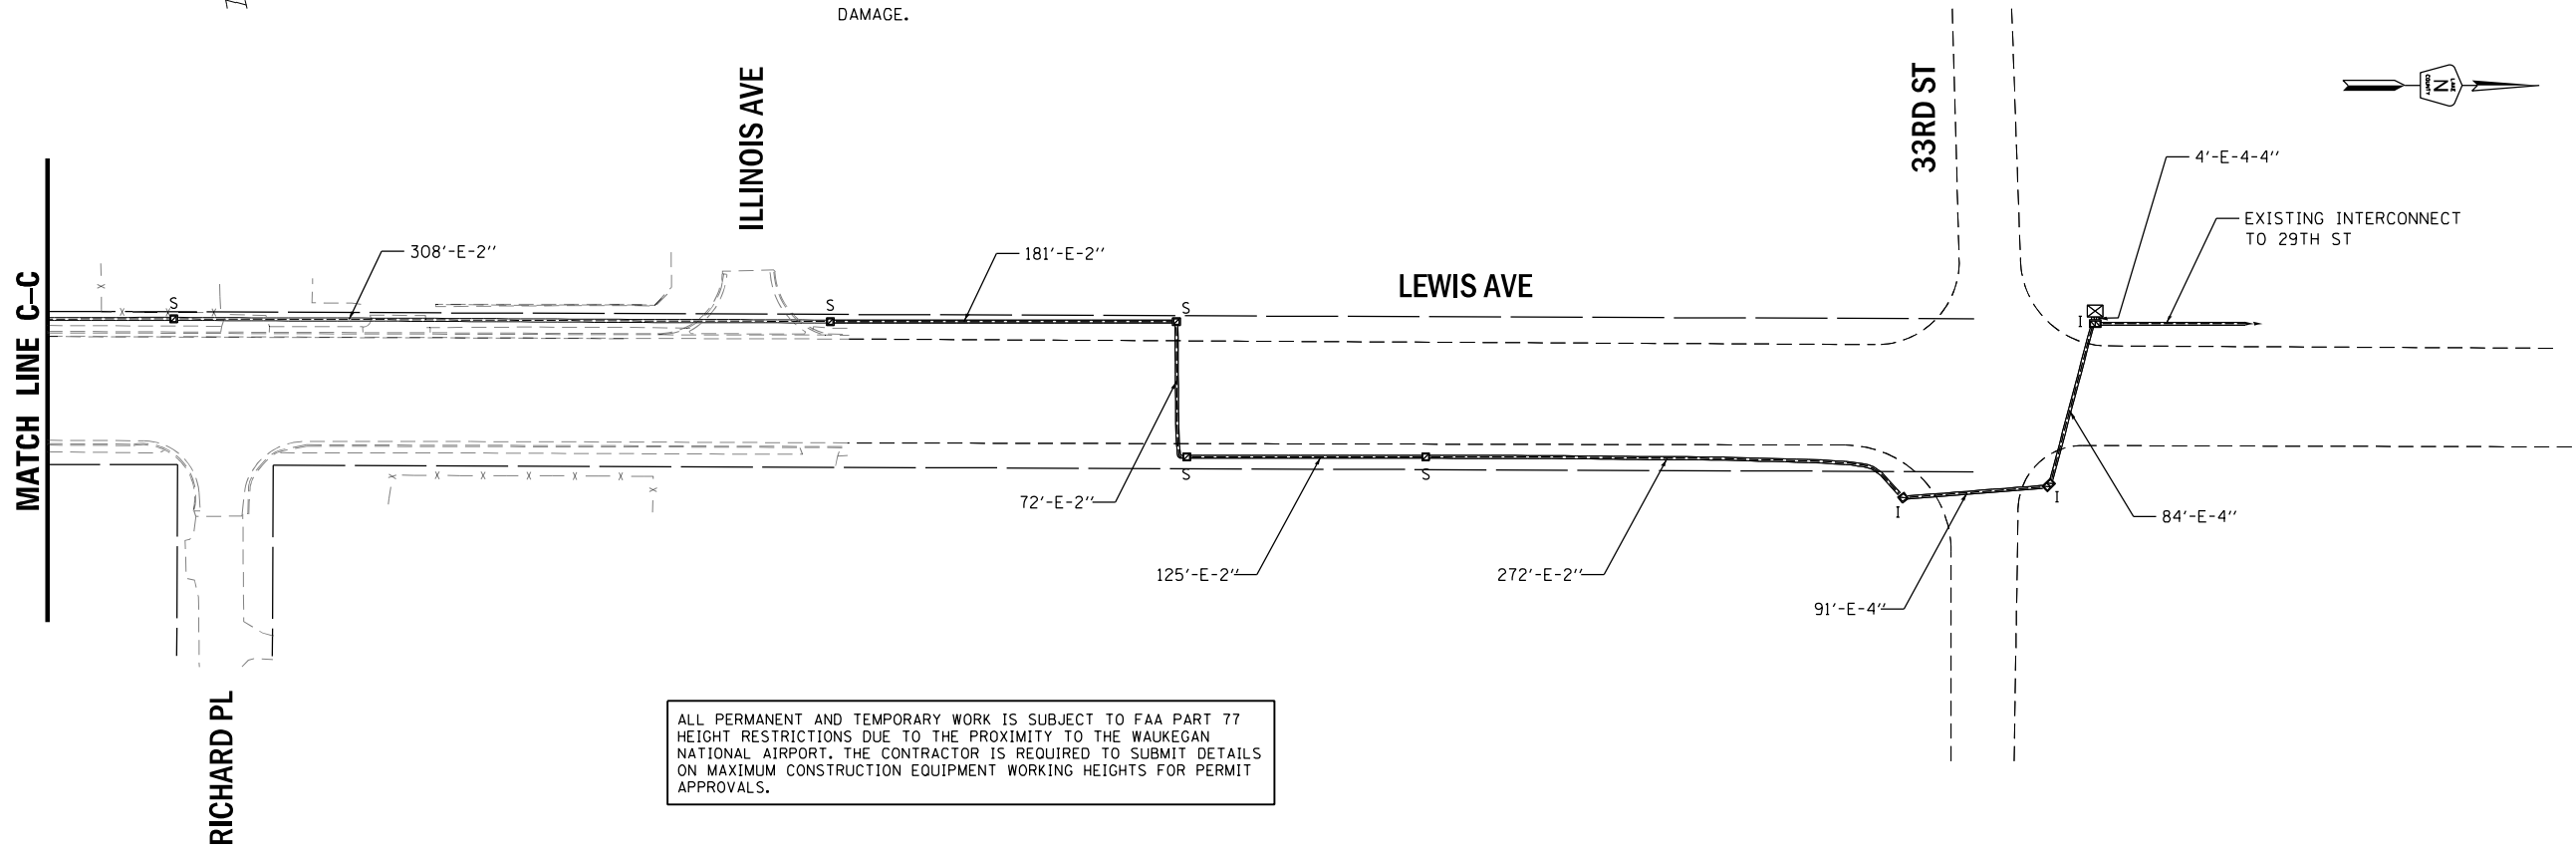 DAMAGE.
ILLINOIS AVE
33RD ST
LAKE
COUNTY
N
4'-E-4-4"
EXISTING INTERCONNECT
TO 29TH ST
308'-E-2"
181'-E-2"
LEWIS AVE
MATCH LINE C-C
S
S
S
I
S
S
I
I
72'-E-2"
125'-E-2"
272'-E-2"
91'-E-4"
84'-E-4"
RICHARD PL
ALL PERMANENT AND TEMPORARY WORK IS SUBJECT TO FAA PART 77
HEIGHT RESTRICTIONS DUE TO THE PROXIMITY TO THE WAUKEGAN
NATIONAL AIRPORT. THE CONTRACTOR IS REQUIRED TO SUBMIT DETAILS
ON MAXIMUM CONSTRUCTION EQUIPMENT WORKING HEIGHTS FOR PERMIT
APPROVALS.